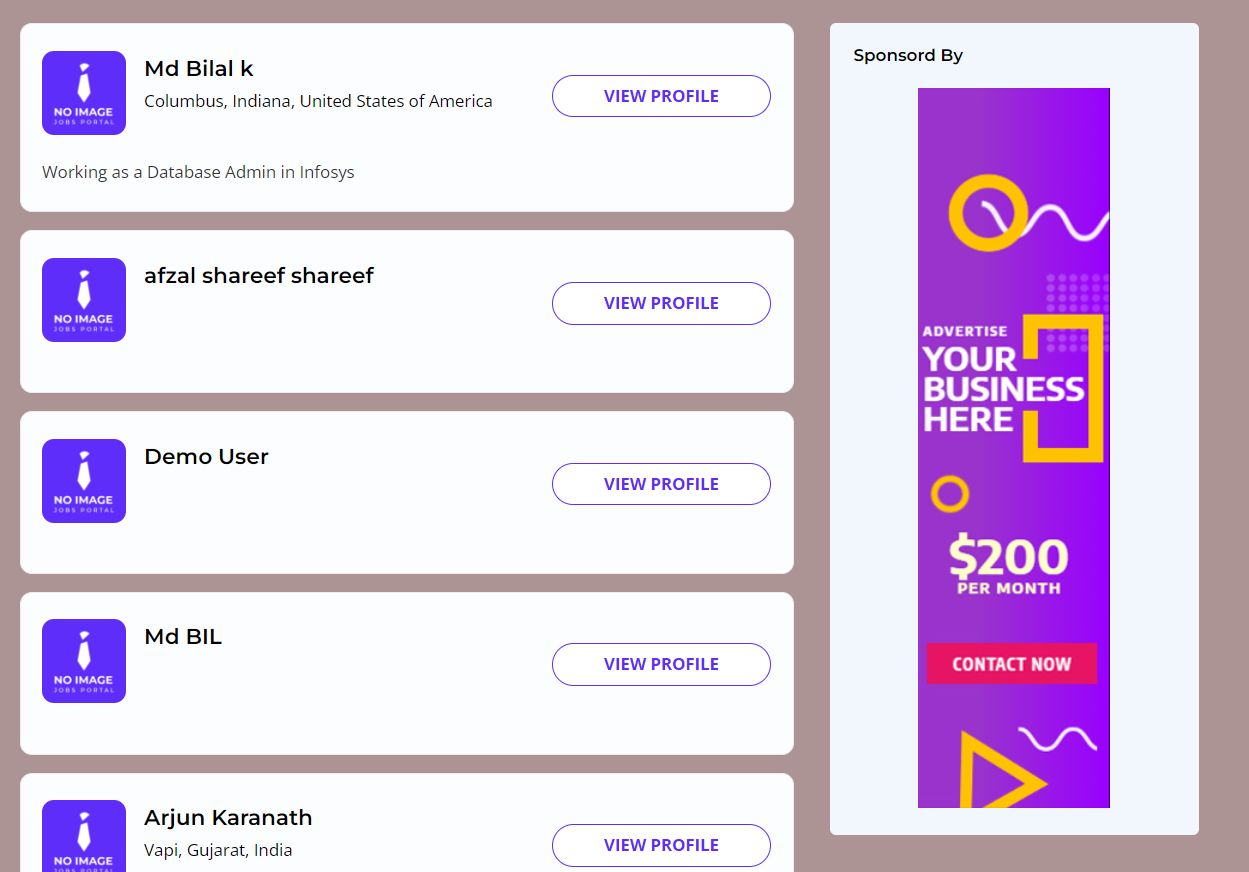 NO IMAGE
JOBS PORTAL
Md Bilal k
Columbus, Indiana, United States of America
VIEW PROFILE
Working as a Database Admin in Infosys
NO IMAGE
JOBS PORTAL
afzal shareef shareef
VIEW PROFILE
NO IMAGE
JOBS PORTAL
Demo User
VIEW PROFILE
NO IMAGE
JOBS PORTAL
Md BIL
VIEW PROFILE
NO IMAGE
Arjun Karanath
Vapi, Gujarat, India
VIEW PROFILE
Sponsord By
ADVERTISE
YOUR
BUSINESS
HERE
$200
PER MONTH
CONTACT NOW